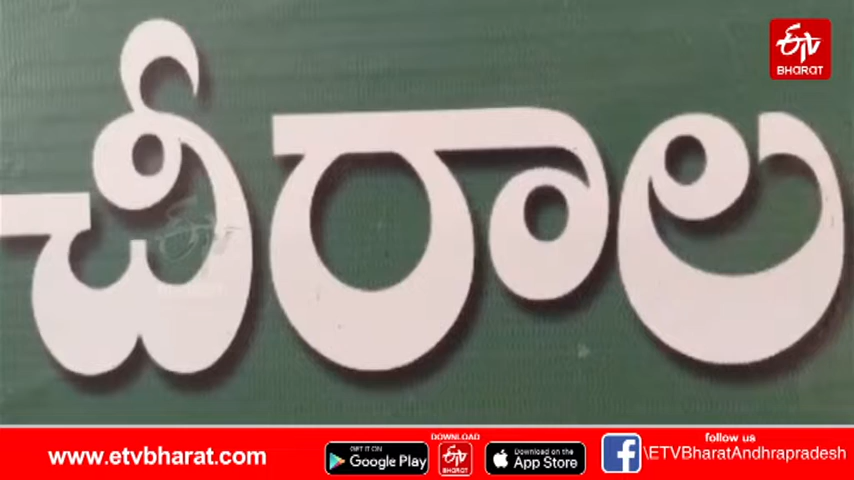 చీరాల
ETV
BHARAT
www.etvbharat.com
GET IT ON
Google Play
DOWNLOAD
ETV
BHARAT
Download on the
App Store
follow us
\ETVBharatAndhrapradesh